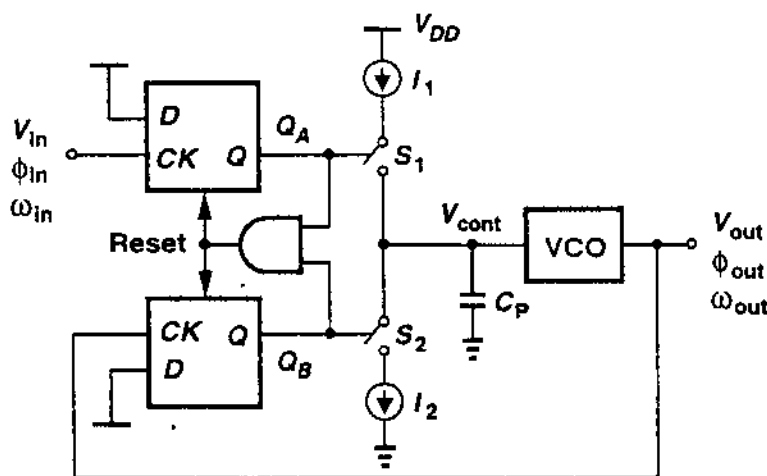 V_DD
I_1
D
V_in
Q_A
CK
Q
S_1
ϕ_in
ω_in
Reset
V_cont
VCO
V_out
ϕ_out
ω_out
C_P
CK
Q
S_2
D
Q_B
I_2